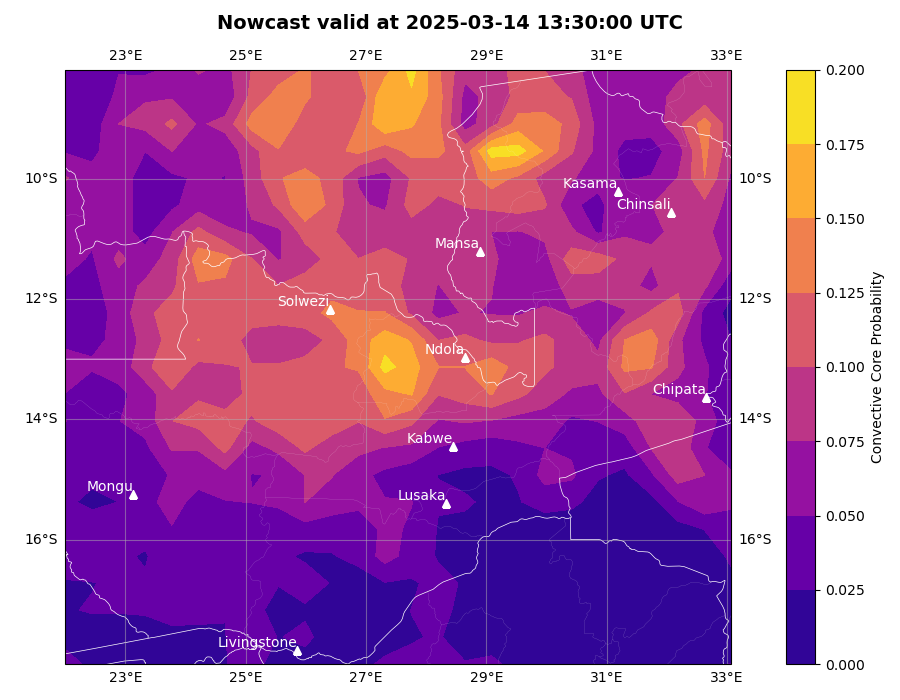 Nowcast valid at 2025-03-14 13:30:00 UTC
23°E 25°E 27°E 29°E 31°E 33°E
0.200
0.175
10°S Kasama 10°S
Chinsali
0.150
Mansa
12°S Solwezi 12°S 0.125
Ndola
0.100
Chipata
14°S 14°S
Kabwe 0.075
Mongu
Lusaka
0.050
16°S 16°S
0.025
Livingstone
0.000
23°E 25°E 27°E 29°E 31°E 33°E
Convective Core Probability